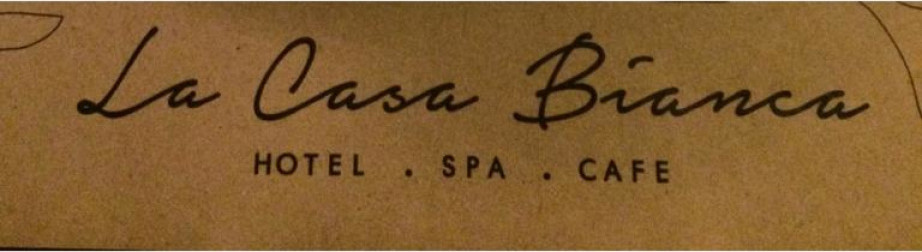 La Casa Bianca
HOTEL . SPA . CAFE